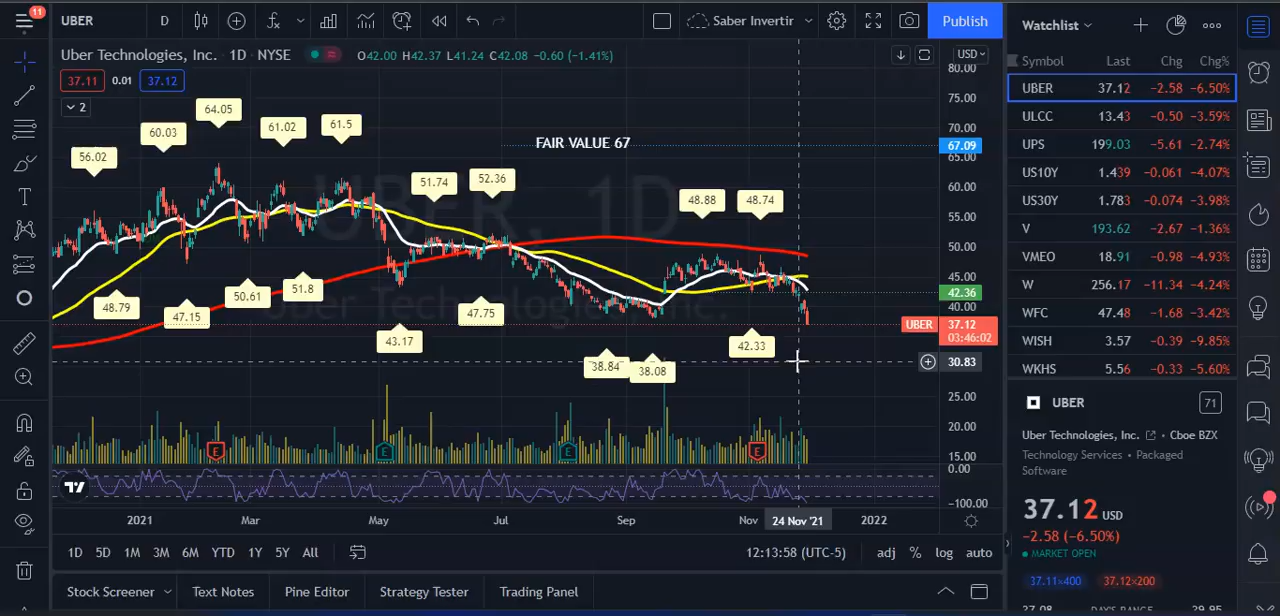 11
UBER D Saber Invertir Publish
Uber Technologies, Inc. · 1D · NYSE O42.00 H42.37 L41.24 C42.08 −0.60 (−1.41%)
37.11 0.01 37.12
2
USD
80.00
75.00
70.00
67.09
65.00
60.00
55.00
50.00
45.00
42.36
40.00
UBER 37.12
03:46:02
30.83
25.00
20.00
15.00
0.00
−100.00
FAIR VALUE 67
UBER, 1D
Uber Technologies, Inc.
56.02
60.03
64.05
61.02
61.5
51.74
52.36
48.88
48.74
48.79
47.15
50.61
51.8
43.17
47.75
38.84
38.08
42.33
E E E E
2021 Mar May Jul Sep Nov 24 Nov '21 2022
1D 5D 1M 3M 6M YTD 1Y 5Y All 12:13:58 (UTC-5) adj % log auto
Stock Screener Text Notes Pine Editor Strategy Tester Trading Panel
Watchlist
Symbol Last Chg Chg%
UBER 37.12 −2.58 −6.50%
ULCC 13.43 −0.50 −3.59%
UPS 199.03 −5.61 −2.74%
US10Y 1.439 −0.061 −4.07%
US30Y 1.783 −0.074 −3.98%
V 193.62 −2.67 −1.36%
VMEO 18.91 −0.98 −4.93%
W 256.17 −11.34 −4.24%
WFC 47.48 −1.68 −3.42%
WISH 3.57 −0.39 −9.85%
WKHS 5.56 −0.33 −5.60%
UBER 71
Uber Technologies, Inc. • Cboe BZX
Technology Services • Packaged
Software
37.12 USD
−2.58 (−6.50%)
MARKET OPEN
37.11×400 37.12×200
37.08 DAY'S RANGE 39.95